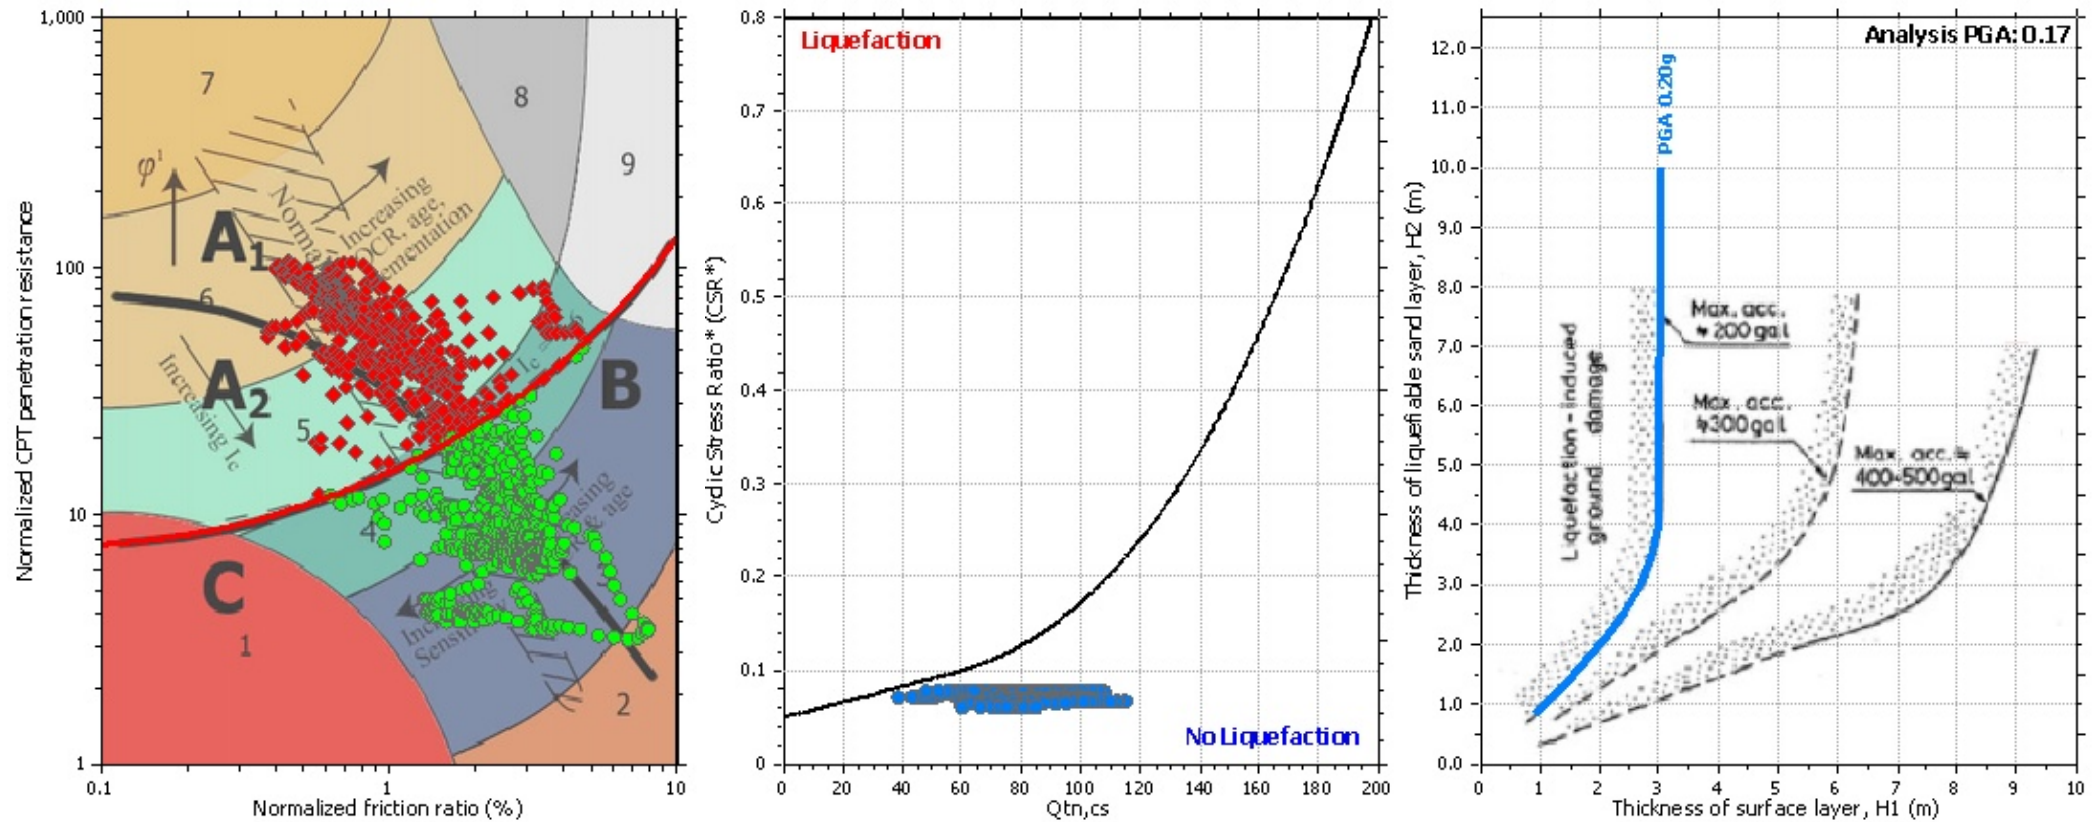 1,000
100
10
1
0.1
1
10
Normalized CPT penetration resistance
Normalized friction ratio (%)
7
8
9
φ'
A1
6
A2
5
B
4
C
1
3
2
Increasing
OCR, age,
Increasing Ic
Ic =
Liquefaction
No Liquefaction
0.8
0.7
0.6
0.5
0.4
0.3
0.2
0.1
0
0
20
40
60
80
100
120
140
160
180
200
Cyclic Stress Ratio* (CSR*)
Qtn,cs
Analysis PGA: 0.17
PGA 0.20g
12.0
11.0
10.0
9.0
8.0
7.0
6.0
5.0
4.0
3.0
2.0
1.0
0.0
0
1
2
3
4
5
6
7
8
9
10
Thickness of liquefiable sand layer, H2 (m)
Thickness of surface layer, H1 (m)
Liquefaction - induced
ground damage
Max. acc.
≒ 200 gal
Max. acc.
≒300 gal
Max. acc. ≒
400~500gal